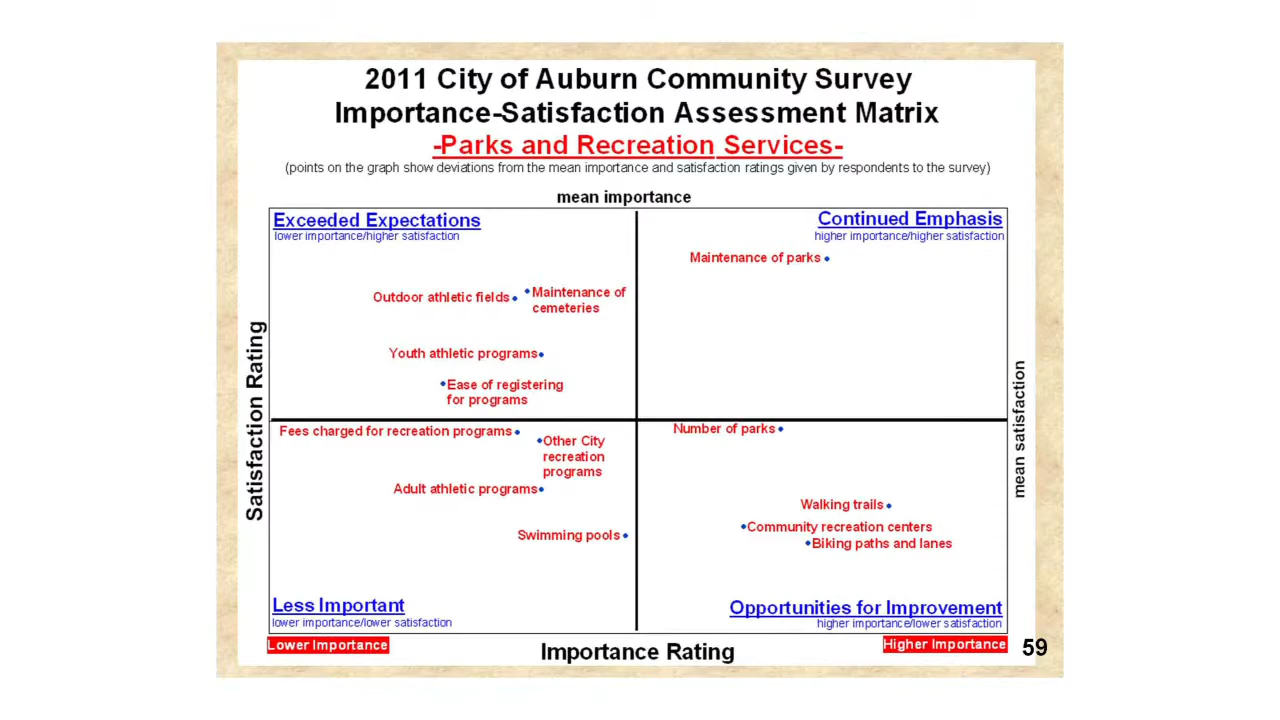 2011 City of Auburn Community Survey
Importance-Satisfaction Assessment Matrix
-Parks and Recreation Services-
(points on the graph show deviations from the mean importance and satisfaction ratings given by respondents to the survey)
mean importance
Exceeded Expectations
lower importance/higher satisfaction
Continued Emphasis
higher importance/higher satisfaction
Maintenance of parks
Outdoor athletic fields
Maintenance of
cemeteries
Youth athletic programs
Ease of registering
for programs
Satisfaction Rating
mean satisfaction
Fees charged for recreation programs
Other City
recreation
programs
Adult athletic programs
Swimming pools
Number of parks
Walking trails
Community recreation centers
Biking paths and lanes
Less Important
lower importance/lower satisfaction
Opportunities for Improvement
higher importance/lower satisfaction
Lower Importance
Importance Rating
Higher Importance
59